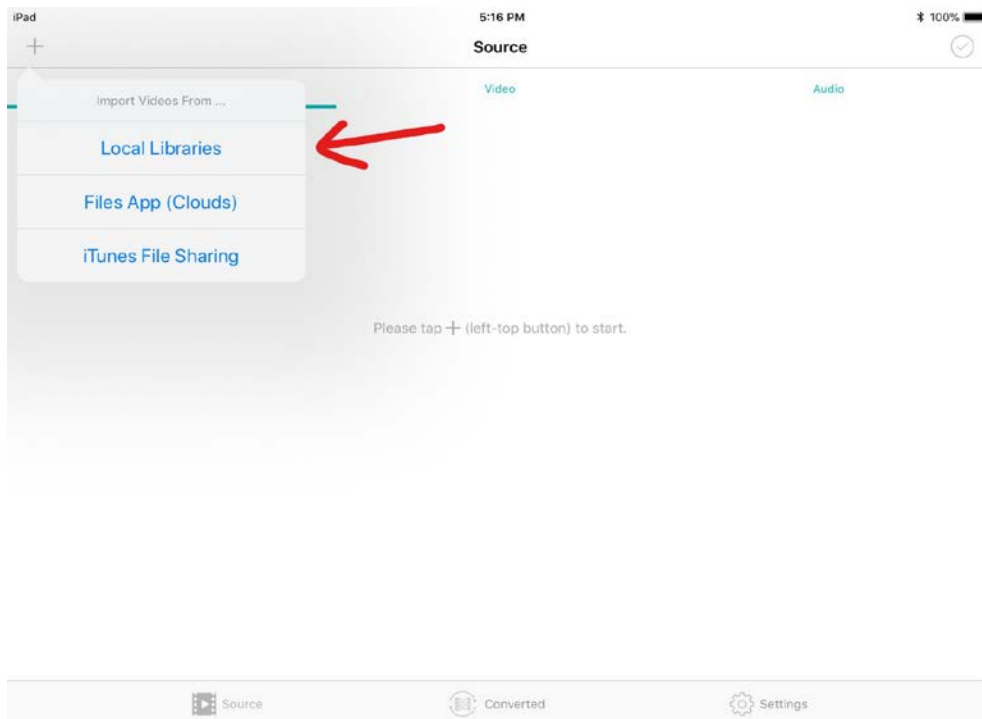 iPad 5:16 PM 100%
Source
Import Videos From ...
Video Audio
Local Libraries
Files App (Clouds)
iTunes File Sharing
Please tap + (left-top button) to start.
Source Converted Settings